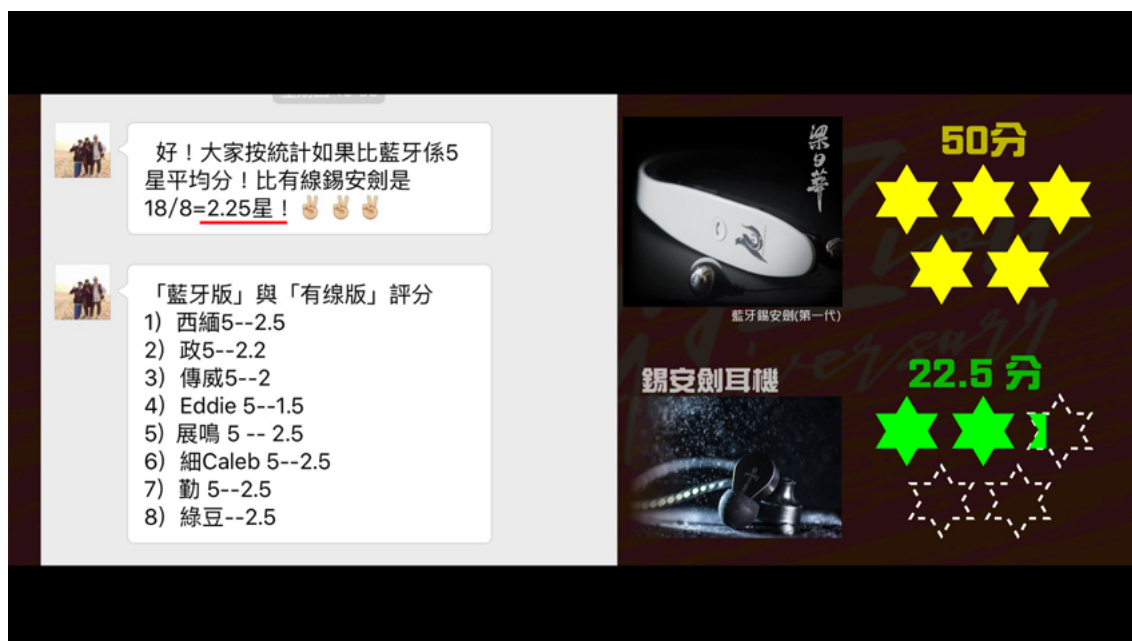 好！大家按統計如果比藍牙係5
星平均分！比有線錫安劍是
18/8=2.25星！✌🏼✌🏼✌🏼
「藍牙版」與「有線版」評分
1）西緬5--2.5
2）政5--2.2
3）傳威5--2
4）Eddie 5--1.5
5）展鳴 5 -- 2.5
6）細Caleb 5--2.5
7）勤 5--2.5
8）綠豆--2.5
梁日華
50分
藍牙錫安劍(第一代)
錫安劍耳機
22.5 分